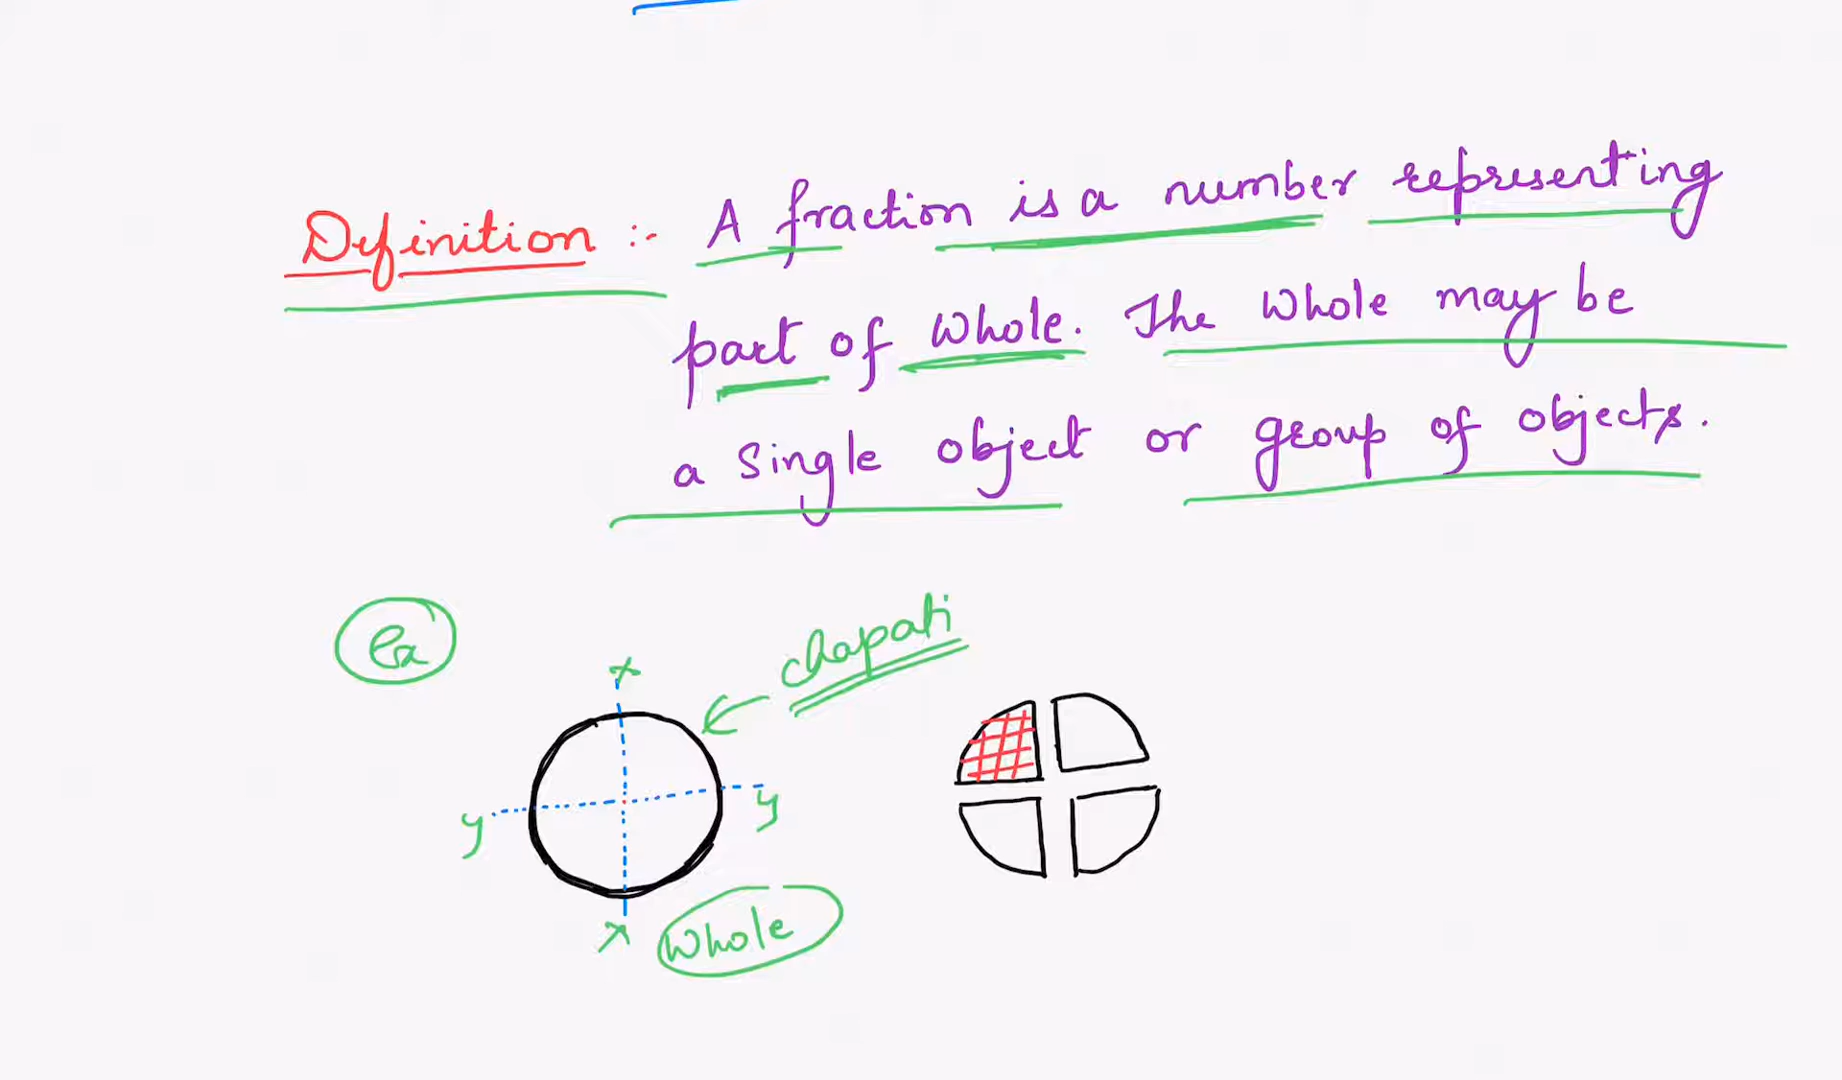 Definition :- A fraction is a number representing
part of whole. The whole may be
a single object or group of objects.
Ex
chapati
x
y
y
x
whole